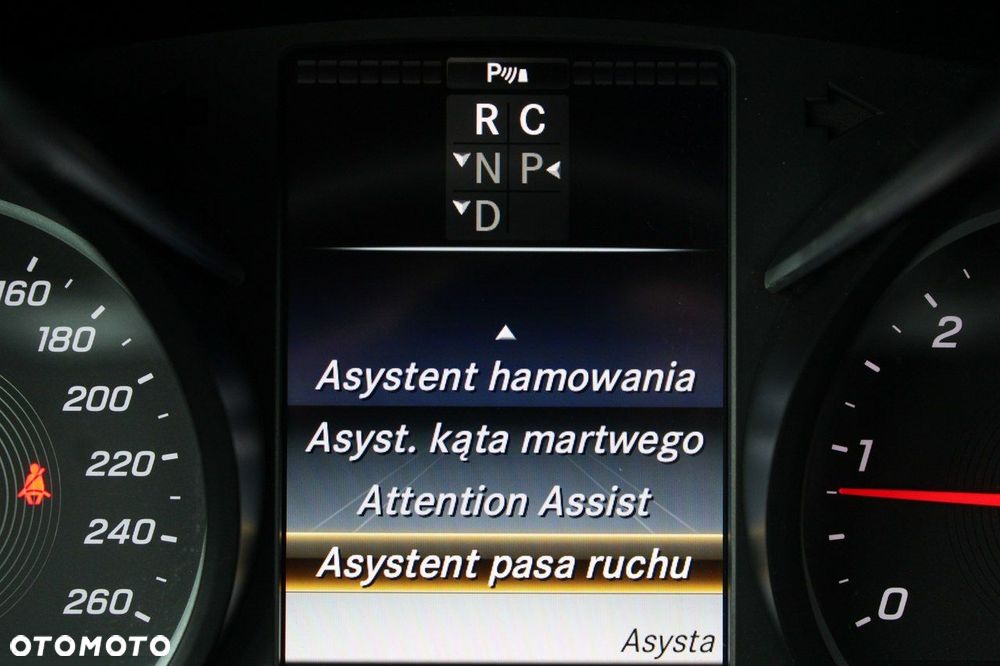 P
R C
N P
D
160
180
200
220
240
260
2
1
0
Asystent hamowania
Asyst. kąta martwego
Attention Assist
Asystent pasa ruchu
Asysta
OTOMOTO